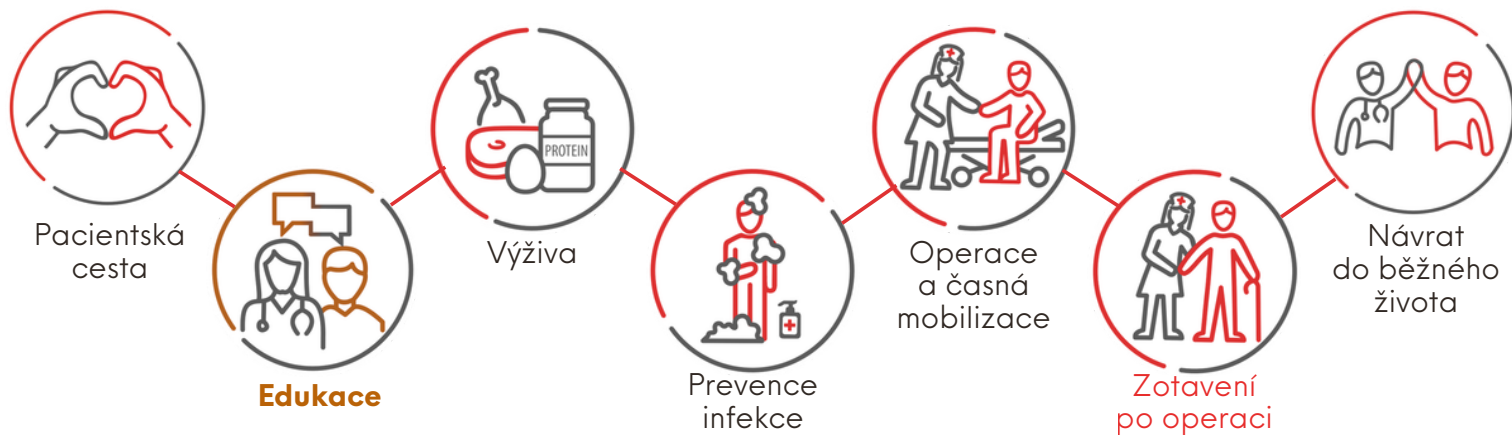 Pacientská
cesta
Edukace
PROTEIN
Výživa
Prevence
infekce
Operace
a časná
mobilizace
Zotavení
po operaci
Návrat
do běžného
života